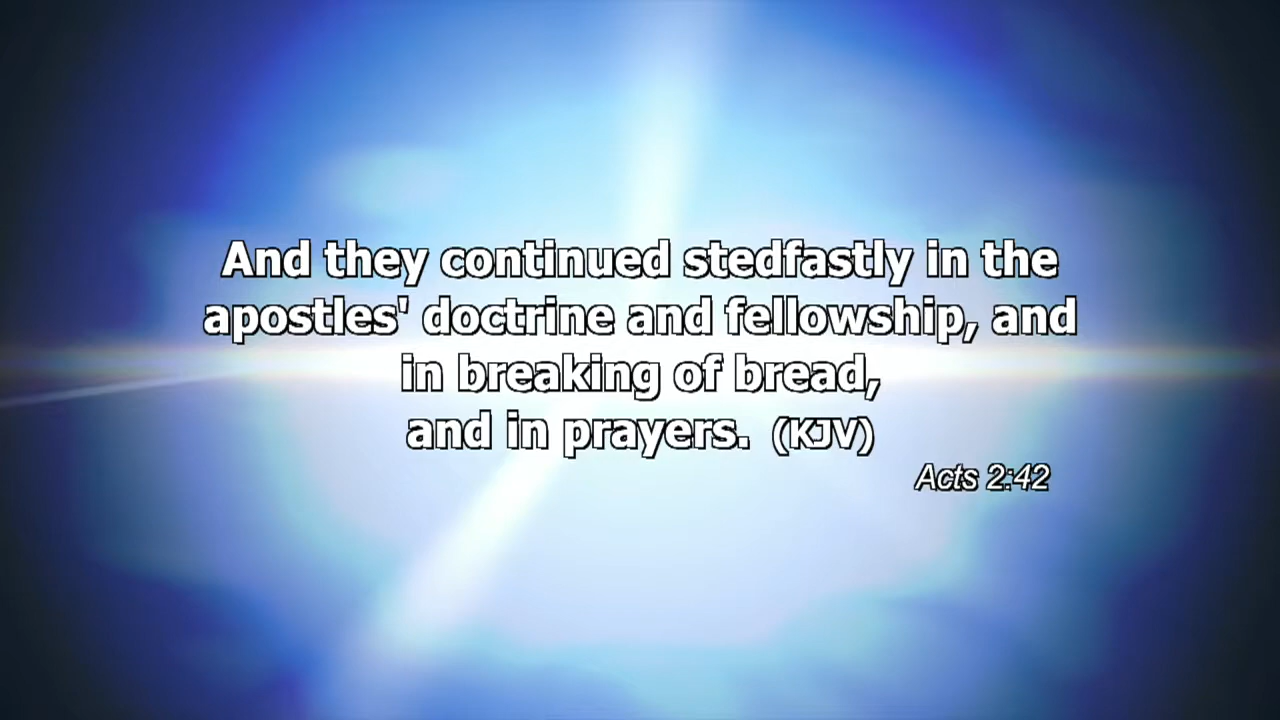 And they continued stedfastly in the
apostles' doctrine and fellowship, and
in breaking of bread,
and in prayers. (KJV)
Acts 2:42